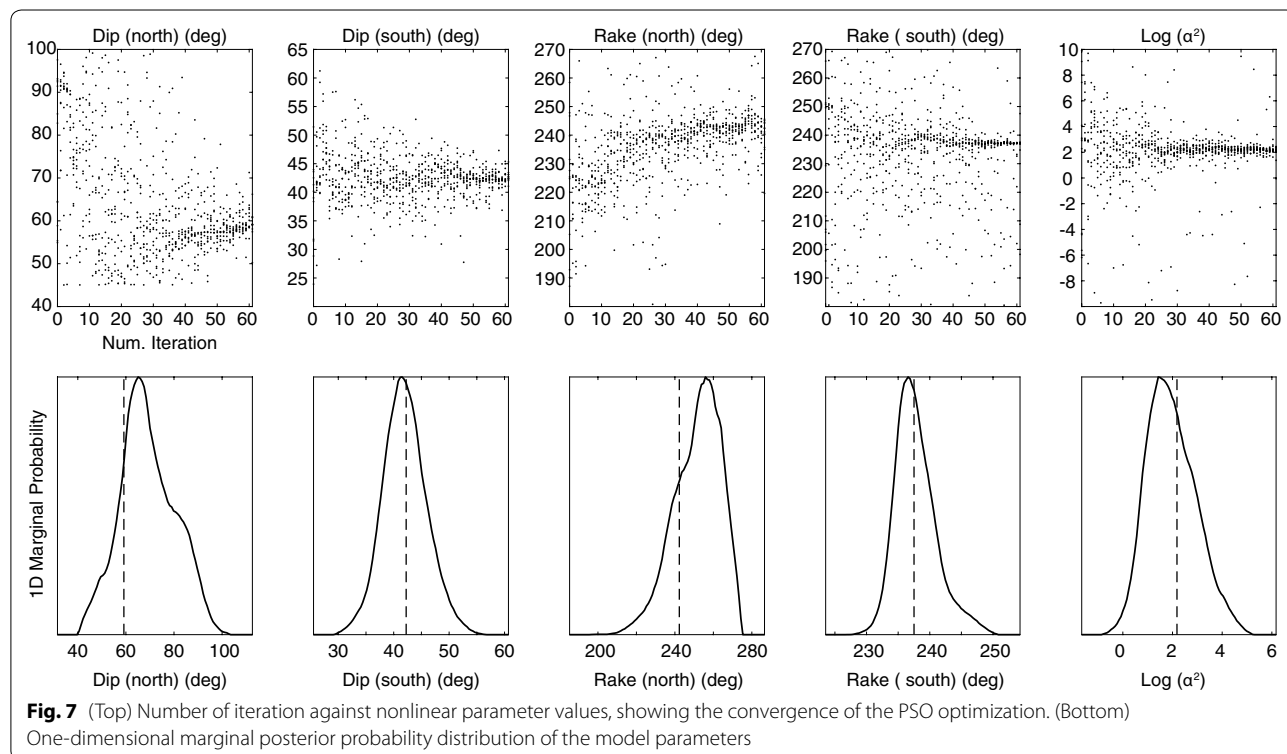 Dip (north) (deg)
Dip (south) (deg)
Rake (north) (deg)
Rake ( south) (deg)
Log (α²)
100
90
80
70
60
50
40
0 10 20 30 40 50 60
Num. Iteration
65
60
55
50
45
40
35
30
25
0 10 20 30 40 50 60
270
260
250
240
230
220
210
200
190
0 10 20 30 40 50 60
270
260
250
240
230
220
210
200
190
0 10 20 30 40 50 60
10
8
6
4
2
0
-2
-4
-6
-8
0 10 20 30 40 50 60
1D Marginal Probability
40 60 80 100
Dip (north) (deg)
30 40 50 60
Dip (south) (deg)
200 240 280
Rake (north) (deg)
230 240 250
Rake ( south) (deg)
0 2 4 6
Log (α²)
Fig. 7 (Top) Number of iteration against nonlinear parameter values, showing the convergence of the PSO optimization. (Bottom)
One-dimensional marginal posterior probability distribution of the model parameters